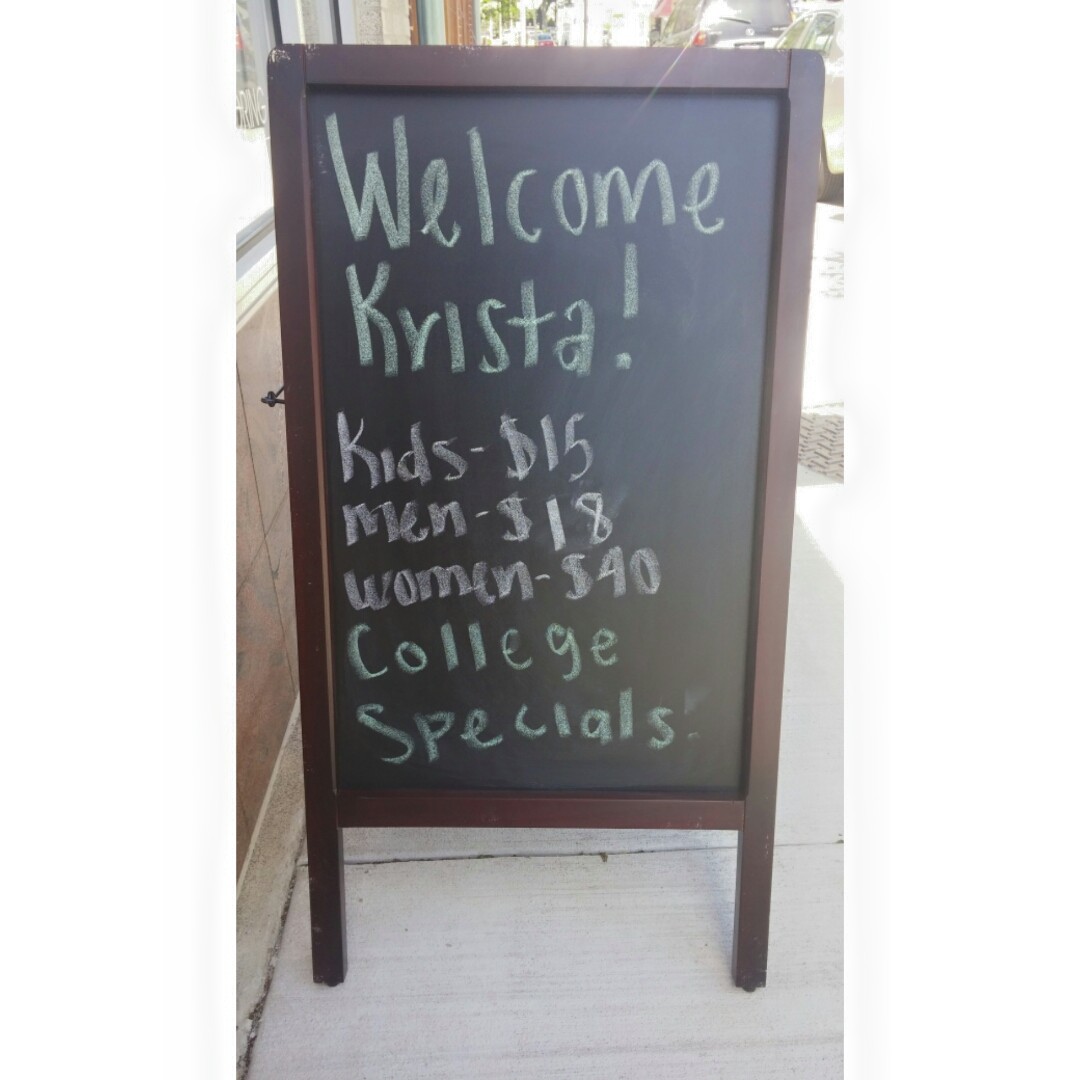 Welcome
Krista!
Kids-$15
men-$18
women-$40
College
Specials!